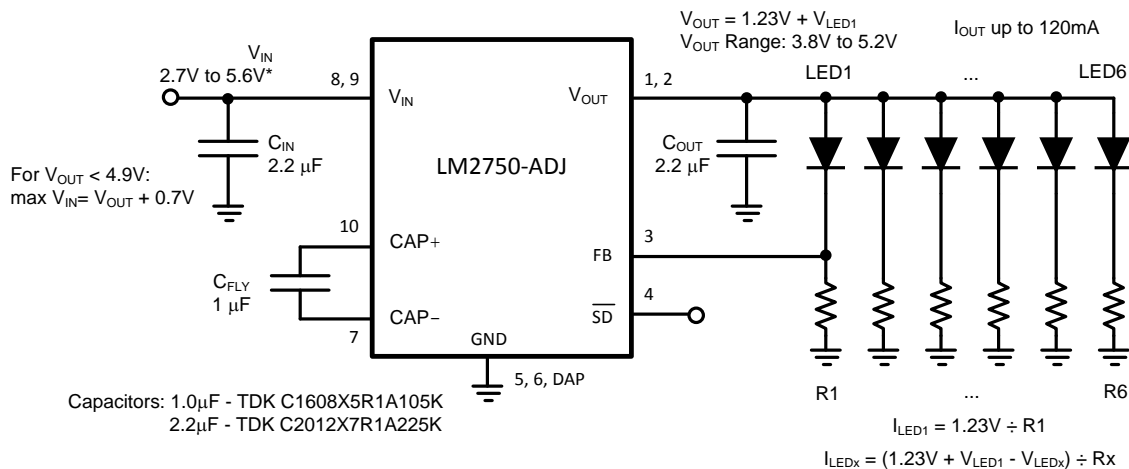 V_OUT = 1.23V + V_LED1
V_OUT Range: 3.8V to 5.2V
I_OUT up to 120mA
V_IN
2.7V to 5.6V*
8, 9
V_IN
V_OUT
1, 2
LED1
...
LED6
C_IN
2.2 µF
LM2750-ADJ
C_OUT
2.2 µF
For V_OUT < 4.9V:
max V_IN= V_OUT + 0.7V
10
CAP+
FB
3
C_FLY
1 µF
7
CAP−
SD
4
GND
5, 6, DAP
R1
...
R6
Capacitors: 1.0µF - TDK C1608X5R1A105K
2.2µF - TDK C2012X7R1A225K
I_LED1 = 1.23V ÷ R1
I_LEDx = (1.23V + V_LED1 - V_LEDx) ÷ Rx